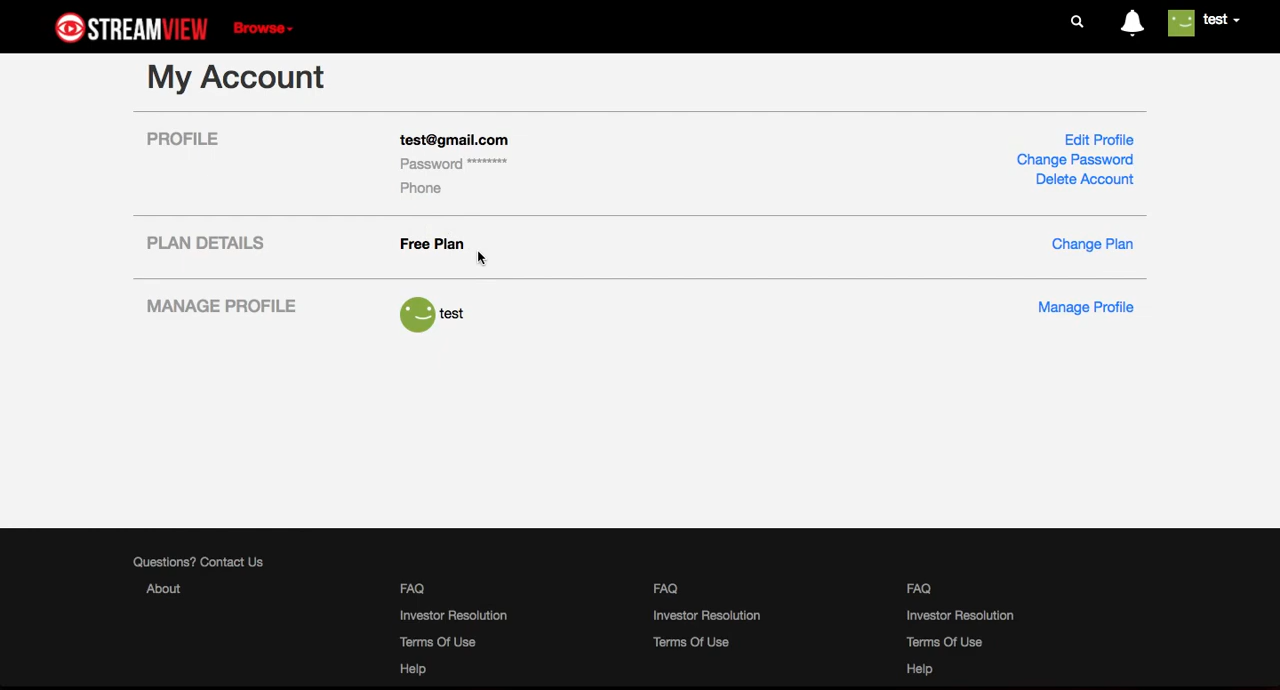 STREAMVIEW Browse test
My Account
PROFILE test@gmail.com Edit Profile
Password ******** Change Password
Delete Account
Phone
PLAN DETAILS Free Plan Change Plan
MANAGE PROFILE test Manage Profile
Questions? Contact Us
About FAQ FAQ FAQ
Investor Resolution Investor Resolution Investor Resolution
Terms Of Use Terms Of Use Terms Of Use
Help Help